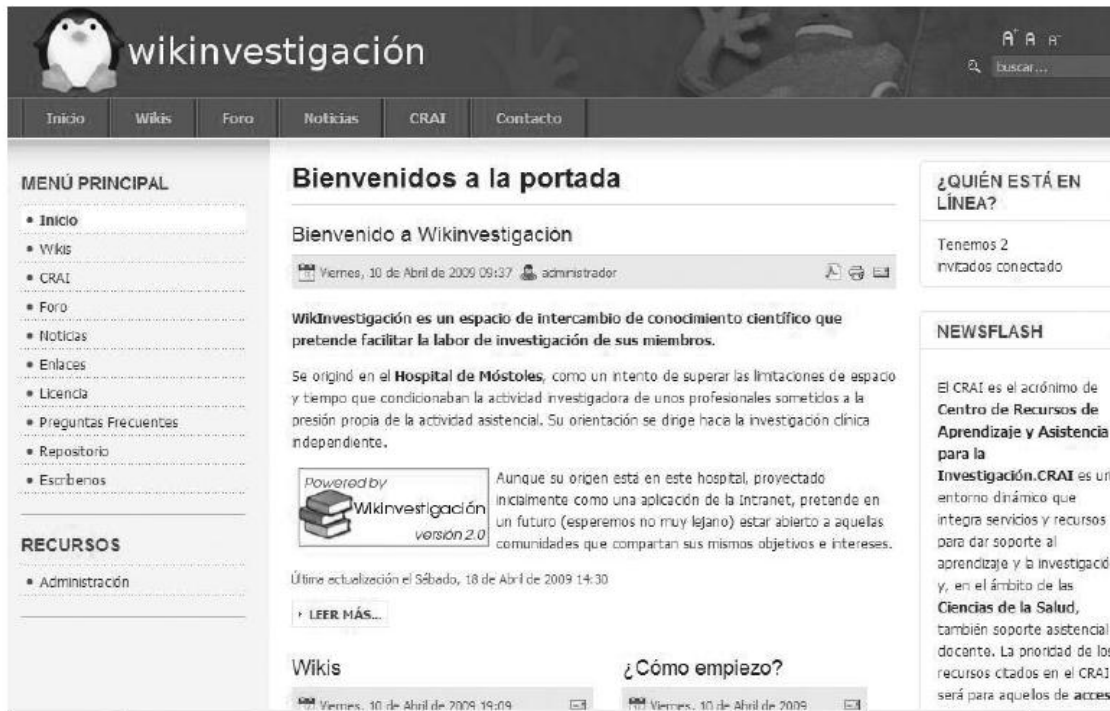 wikinvestigación
A+ A A-
buscar...
Inicio Wikis Foro Noticias CRAI Contacto
MENÚ PRINCIPAL
Inicio
Wikis
CRAI
Foro
Noticias
Enlaces
Licencia
Preguntas Frecuentes
Repositorio
Escríbenos
RECURSOS
Administración
Bienvenidos a la portada
Bienvenido a Wikinvestigación
Viernes, 10 de Abril de 2009 09:37 administrador
WikInvestigación es un espacio de intercambio de conocimiento científico que
pretende facilitar la labor de investigación de sus miembros.
Se originó en el Hospital de Móstoles, como un intento de superar las limitaciones de espacio
y tiempo que condicionaban la actividad investigadora de unos profesionales sometidos a la
presión propia de la actividad asistencial. Su orientación se dirige hacia la investigación clínica
independiente.
Powered by
Wikinvestigación
versión 2.0
Aunque su origen está en este hospital, proyectado
inicialmente como una aplicación de la Intranet, pretende en
un futuro (esperemos no muy lejano) estar abierto a aquellas
comunidades que compartan sus mismos objetivos e intereses.
Última actualización el Sábado, 18 de Abril de 2009 14:30
LEER MÁS...
Wikis
Viernes, 10 de Abril de 2009 19:09
¿Cómo empiezo?
Viernes, 10 de Abril de 2009
¿QUIÉN ESTÁ EN
LÍNEA?
Tenemos 2
invitados conectado
NEWSFLASH
El CRAI es el acrónimo de
Centro de Recursos de
Aprendizaje y Asistencia
para la
Investigación.CRAI es un
entorno dinámico que
integra servicios y recursos
para dar soporte al
aprendizaje y la investigació
y, en el ámbito de las
Ciencias de la Salud,
también soporte asistencial
docente. La prioridad de los
recursos citados en el CRAI
será para aquellos de acces